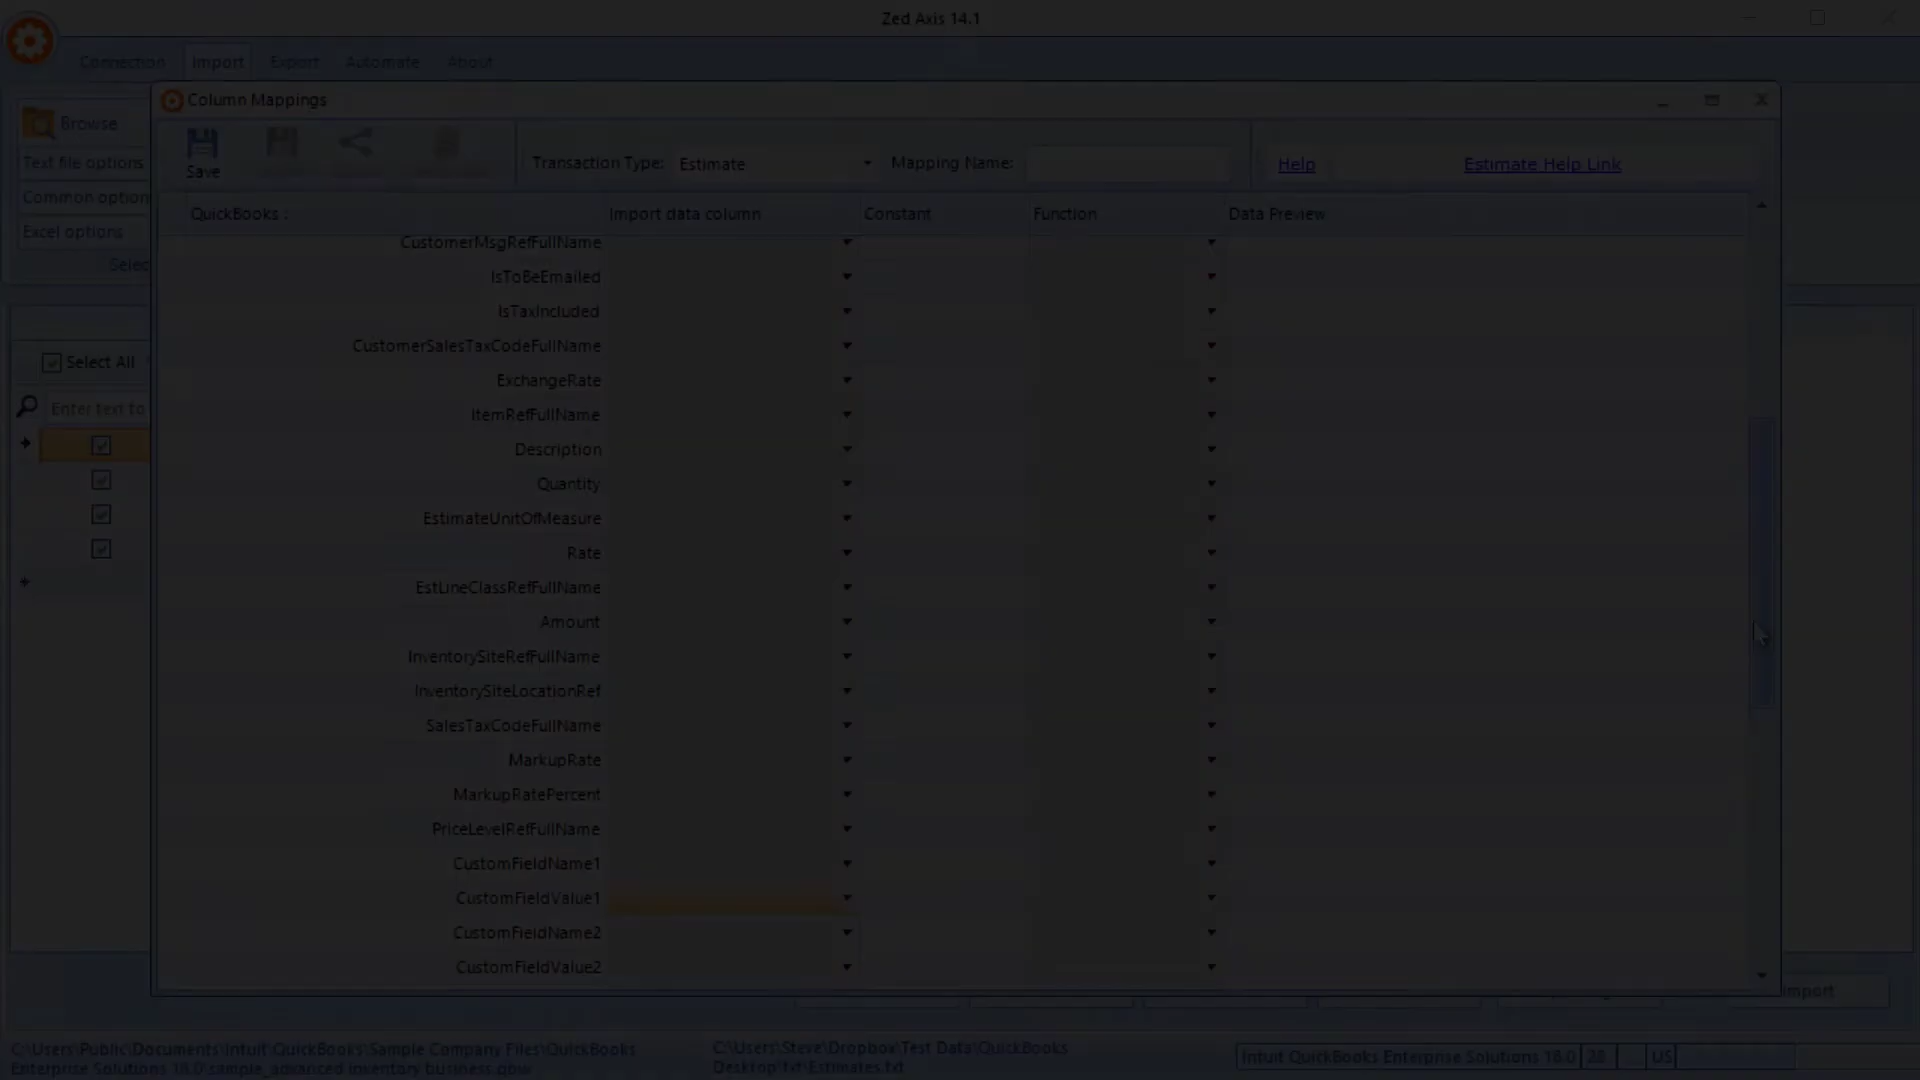 Zed Axis 14.1
Connection Import Export Automate About
Column Mappings
Browse
Text file options
Common option
Excel options
Selec
Save
Transaction Type: Estimate
Mapping Name:
Help
Estimate Help Link
QuickBooks :
Import data column
Constant
Function
Data Preview
CustomerMsgRefFullName
IsToBeEmailed
IsTaxIncluded
CustomerSalesTaxCodeFullName
ExchangeRate
ItemRefFullName
Description
Quantity
EstimateUnitOfMeasure
Rate
EstLineClassRefFullName
Amount
InventorySiteRefFullName
InventorySiteLocationRef
SalesTaxCodeFullName
MarkupRate
MarkupRatePercent
PriceLevelRefFullName
CustomFieldName1
CustomFieldValue1
CustomFieldName2
CustomFieldValue2
Select All
Enter text to
Import
C:\Users\Public\Documents\Intuit\QuickBooks\Sample Company Files\QuickBooks
Enterprise Solutions 18.0\sample_advanced inventory business.qbw
C:\Users\Steve\Dropbox\Test Data\QuickBooks
Desktop\txt\Estimates.txt
Intuit QuickBooks Enterprise Solutions 18.0 28 US